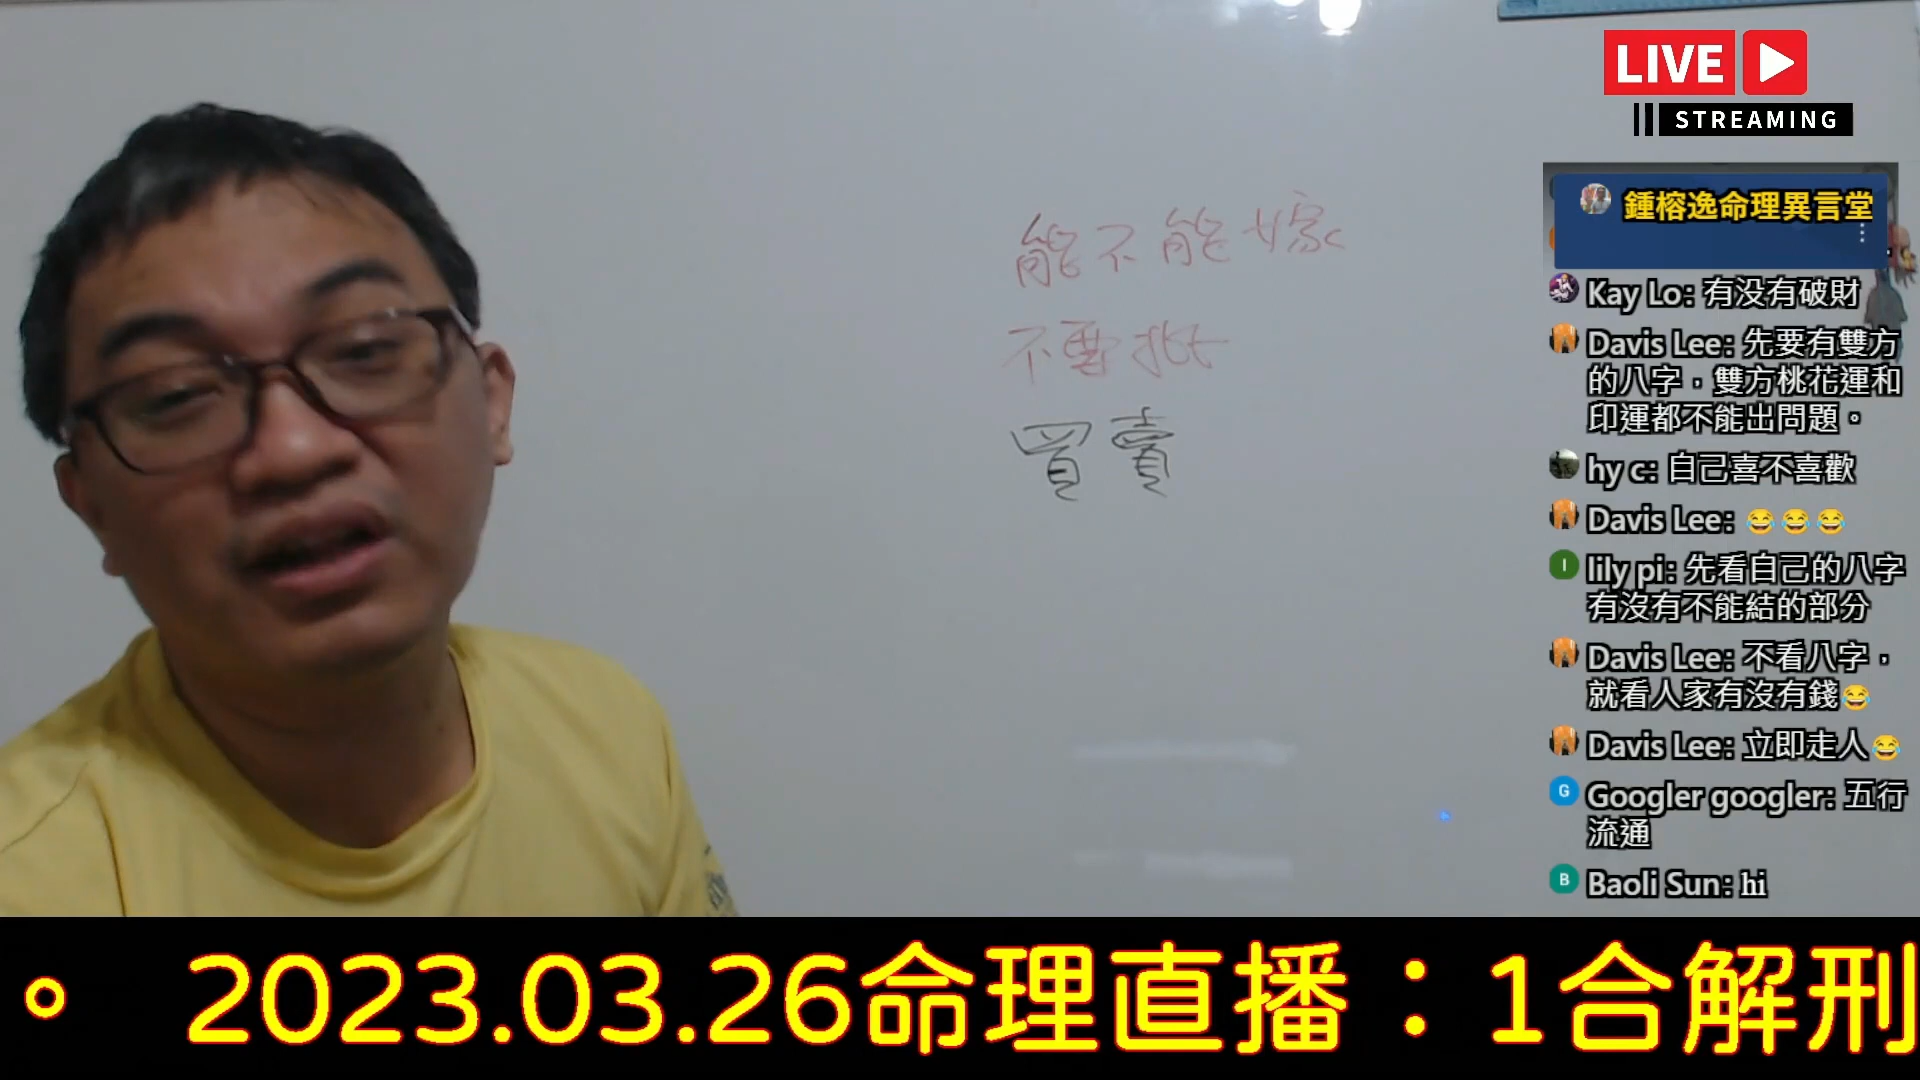 LIVE
STREAMING
鍾榕逸命理異言堂
Kay Lo: 有没有破財
Davis Lee: 先要有雙方
的八字，雙方桃花運和
印運都不能出問題。
hy c: 自己喜不喜歡
Davis Lee: 😂😂😂
lily pi: 先看自己的八字
有沒有不能結的部分
Davis Lee: 不看八字，
就看人家有沒有錢😂
Davis Lee: 立即走人😂
Googler googler: 五行
流通
Baoli Sun: hi
能不能嫁
不要批
買賣
。 2023.03.26命理直播：1合解刑